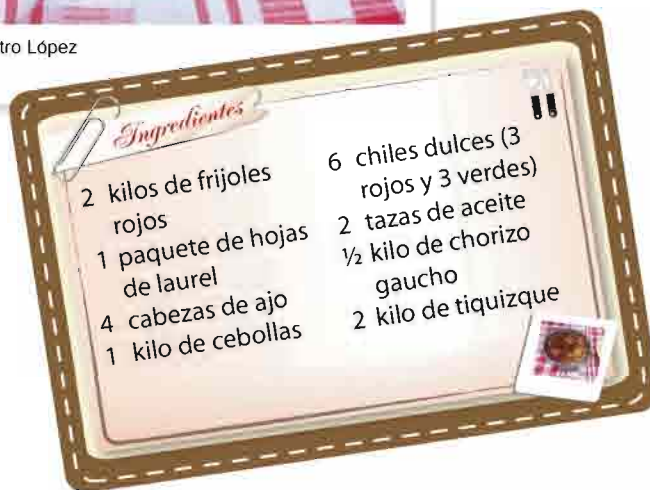 tro López
Ingredientes
2 kilos de frijoles
rojos
1 paquete de hojas
de laurel
4 cabezas de ajo
1 kilo de cebollas
6 chiles dulces (3
rojos y 3 verdes)
2 tazas de aceite
½ kilo de chorizo
gaucho
2 kilo de tiquizque